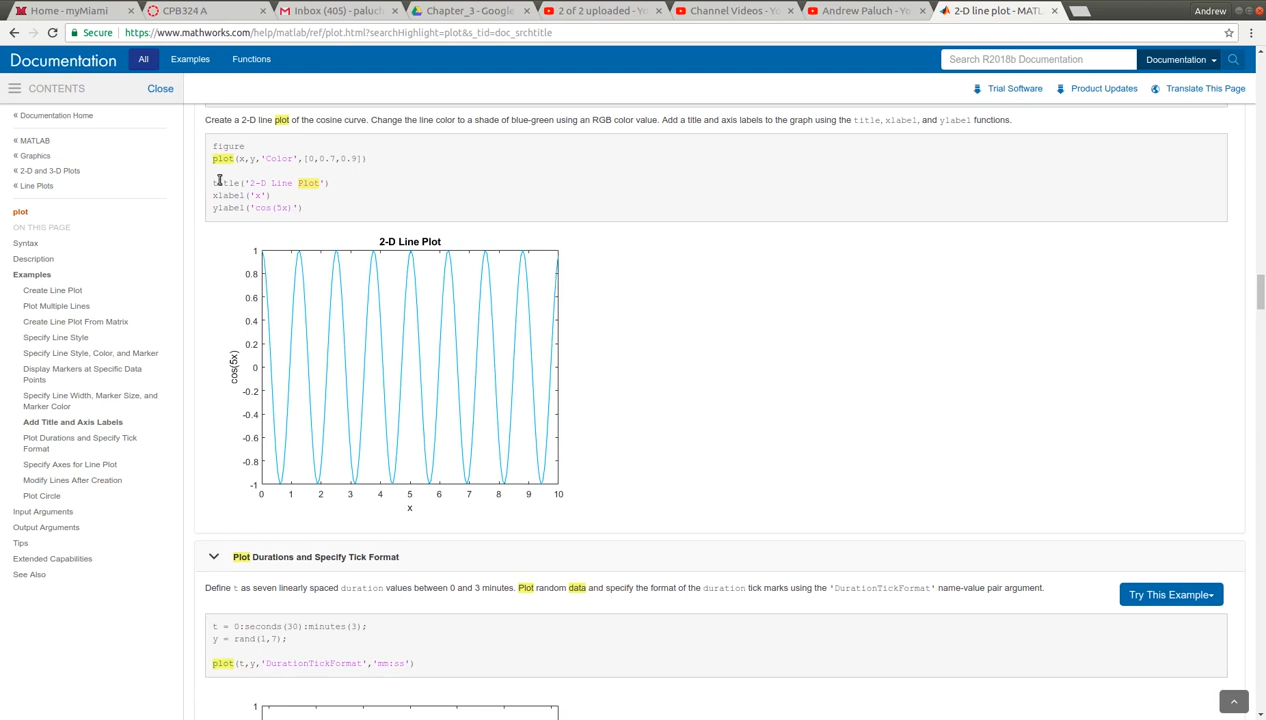 Home - myMiami
CPB324 A
Inbox (405) - paluch
Chapter_3 - Google
2 of 2 uploaded - Yo
Channel Videos - Yo
Andrew Paluch - You
2-D line plot - MATL
Andrew
Secure https://www.mathworks.com/help/matlab/ref/plot.html?searchHighlight=plot&s_tid=doc_srchtitle
Documentation All Examples Functions Search R2018b Documentation Documentation
CONTENTS Close
Trial Software Product Updates Translate This Page
« Documentation Home
« MATLAB
« Graphics
« 2-D and 3-D Plots
« Line Plots
plot
ON THIS PAGE
Syntax
Description
Examples
Create Line Plot
Plot Multiple Lines
Create Line Plot From Matrix
Specify Line Style
Specify Line Style, Color, and Marker
Display Markers at Specific Data
Points
Specify Line Width, Marker Size, and
Marker Color
Add Title and Axis Labels
Plot Durations and Specify Tick
Format
Specify Axes for Line Plot
Modify Lines After Creation
Plot Circle
Input Arguments
Output Arguments
Tips
Extended Capabilities
See Also
Create a 2-D line plot of the cosine curve. Change the line color to a shade of blue-green using an RGB color value. Add a title and axis labels to the graph using the title, xlabel, and ylabel functions.
figure
plot(x,y,'Color',[0,0.7,0.9])
title('2-D Line Plot')
xlabel('x')
ylabel('cos(5x)')
2-D Line Plot
1
0.8
0.6
0.4
0.2
0
-0.2
-0.4
-0.6
-0.8
-1
cos(5x)
0 1 2 3 4 5 6 7 8 9 10
x
Plot Durations and Specify Tick Format
Define t as seven linearly spaced duration values between 0 and 3 minutes. Plot random data and specify the format of the duration tick marks using the 'DurationTickFormat' name-value pair argument.
Try This Example
t = 0:seconds(30):minutes(3);
y = rand(1,7);
plot(t,y,'DurationTickFormat','mm:ss')
1